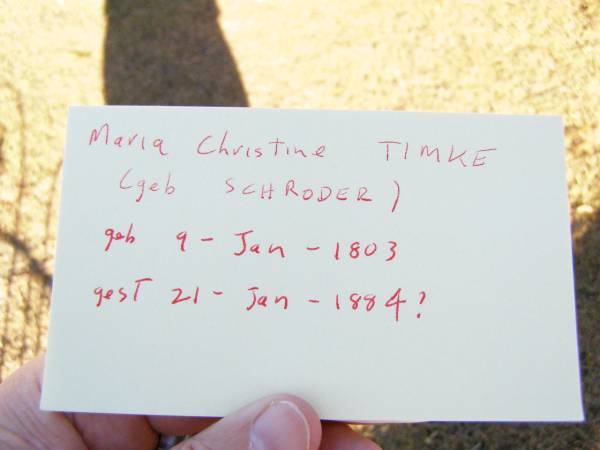 Maria Christine TIMKE
(geb SCHRODER)
geb 9 - Jan - 1803
gest 21 - Jan - 1884?